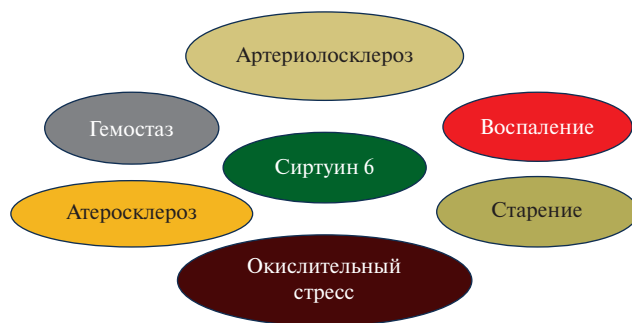 Артериолосклероз
Гемостаз
Воспаление
Сиртуин 6
Атеросклероз
Старение
Окислительный
стресс